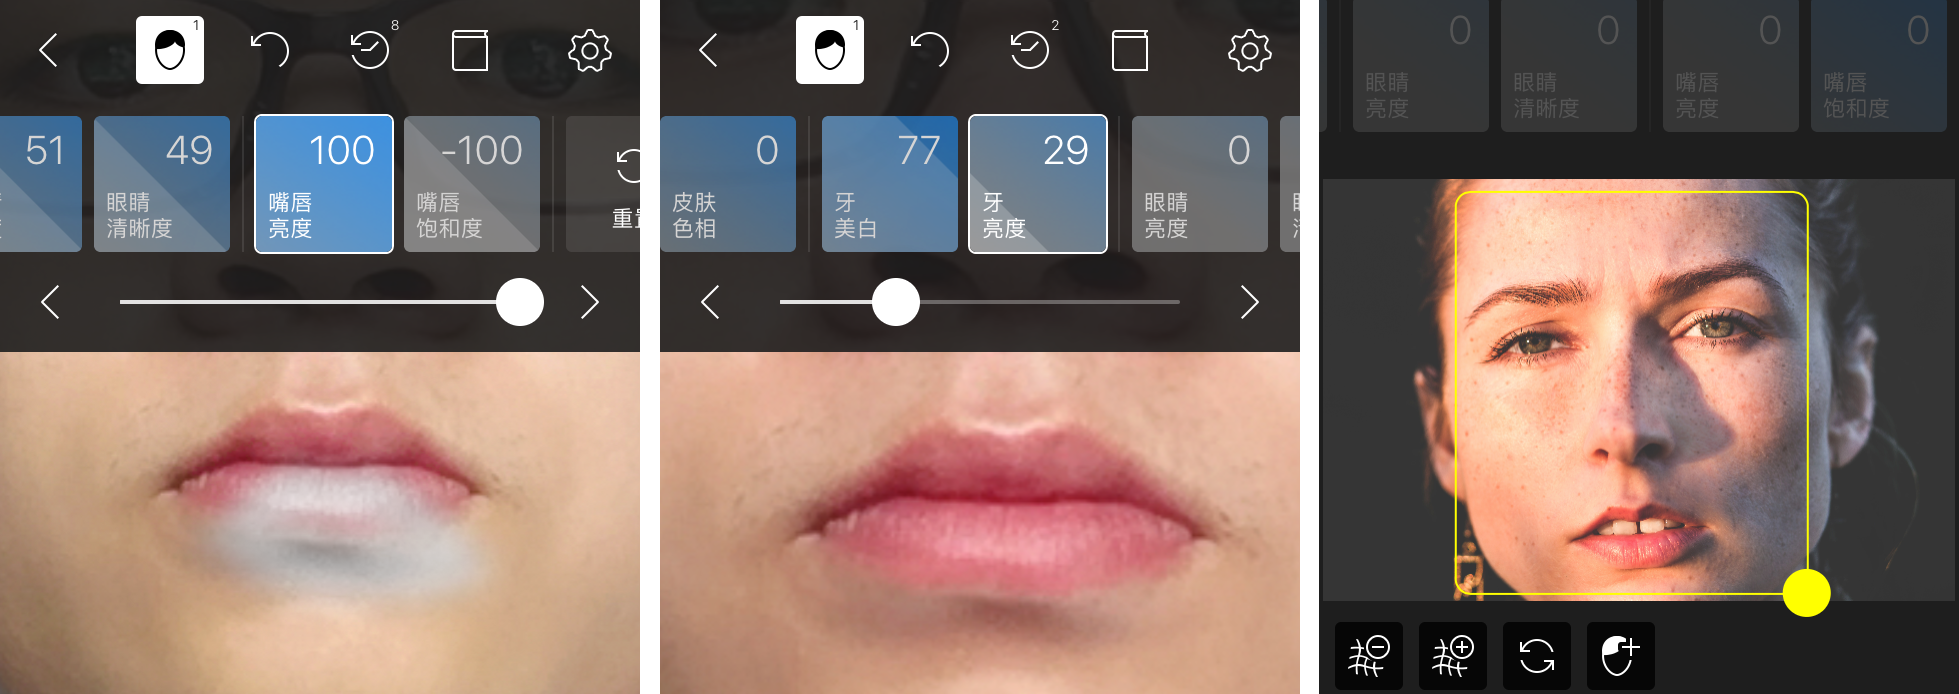 1
8
51
49
眼睛
清晰度
100
嘴唇
亮度
-100
嘴唇
饱和度
1
2
0
皮肤
色相
77
牙
美白
29
牙
亮度
0
眼睛
亮度
0
眼睛
亮度
0
眼睛
清晰度
0
嘴唇
亮度
0
嘴唇
饱和度